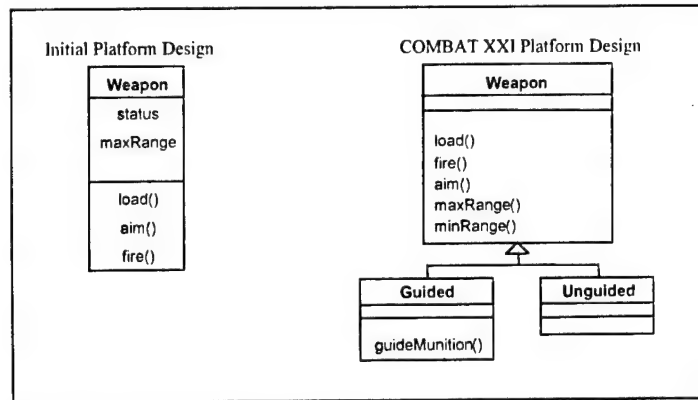 Initial Platform Design
Weapon
status
maxRange
load()
aim()
fire()
COMBAT XXI Platform Design
Weapon
load()
fire()
aim()
maxRange()
minRange()
Guided
guideMunition()
Unguided